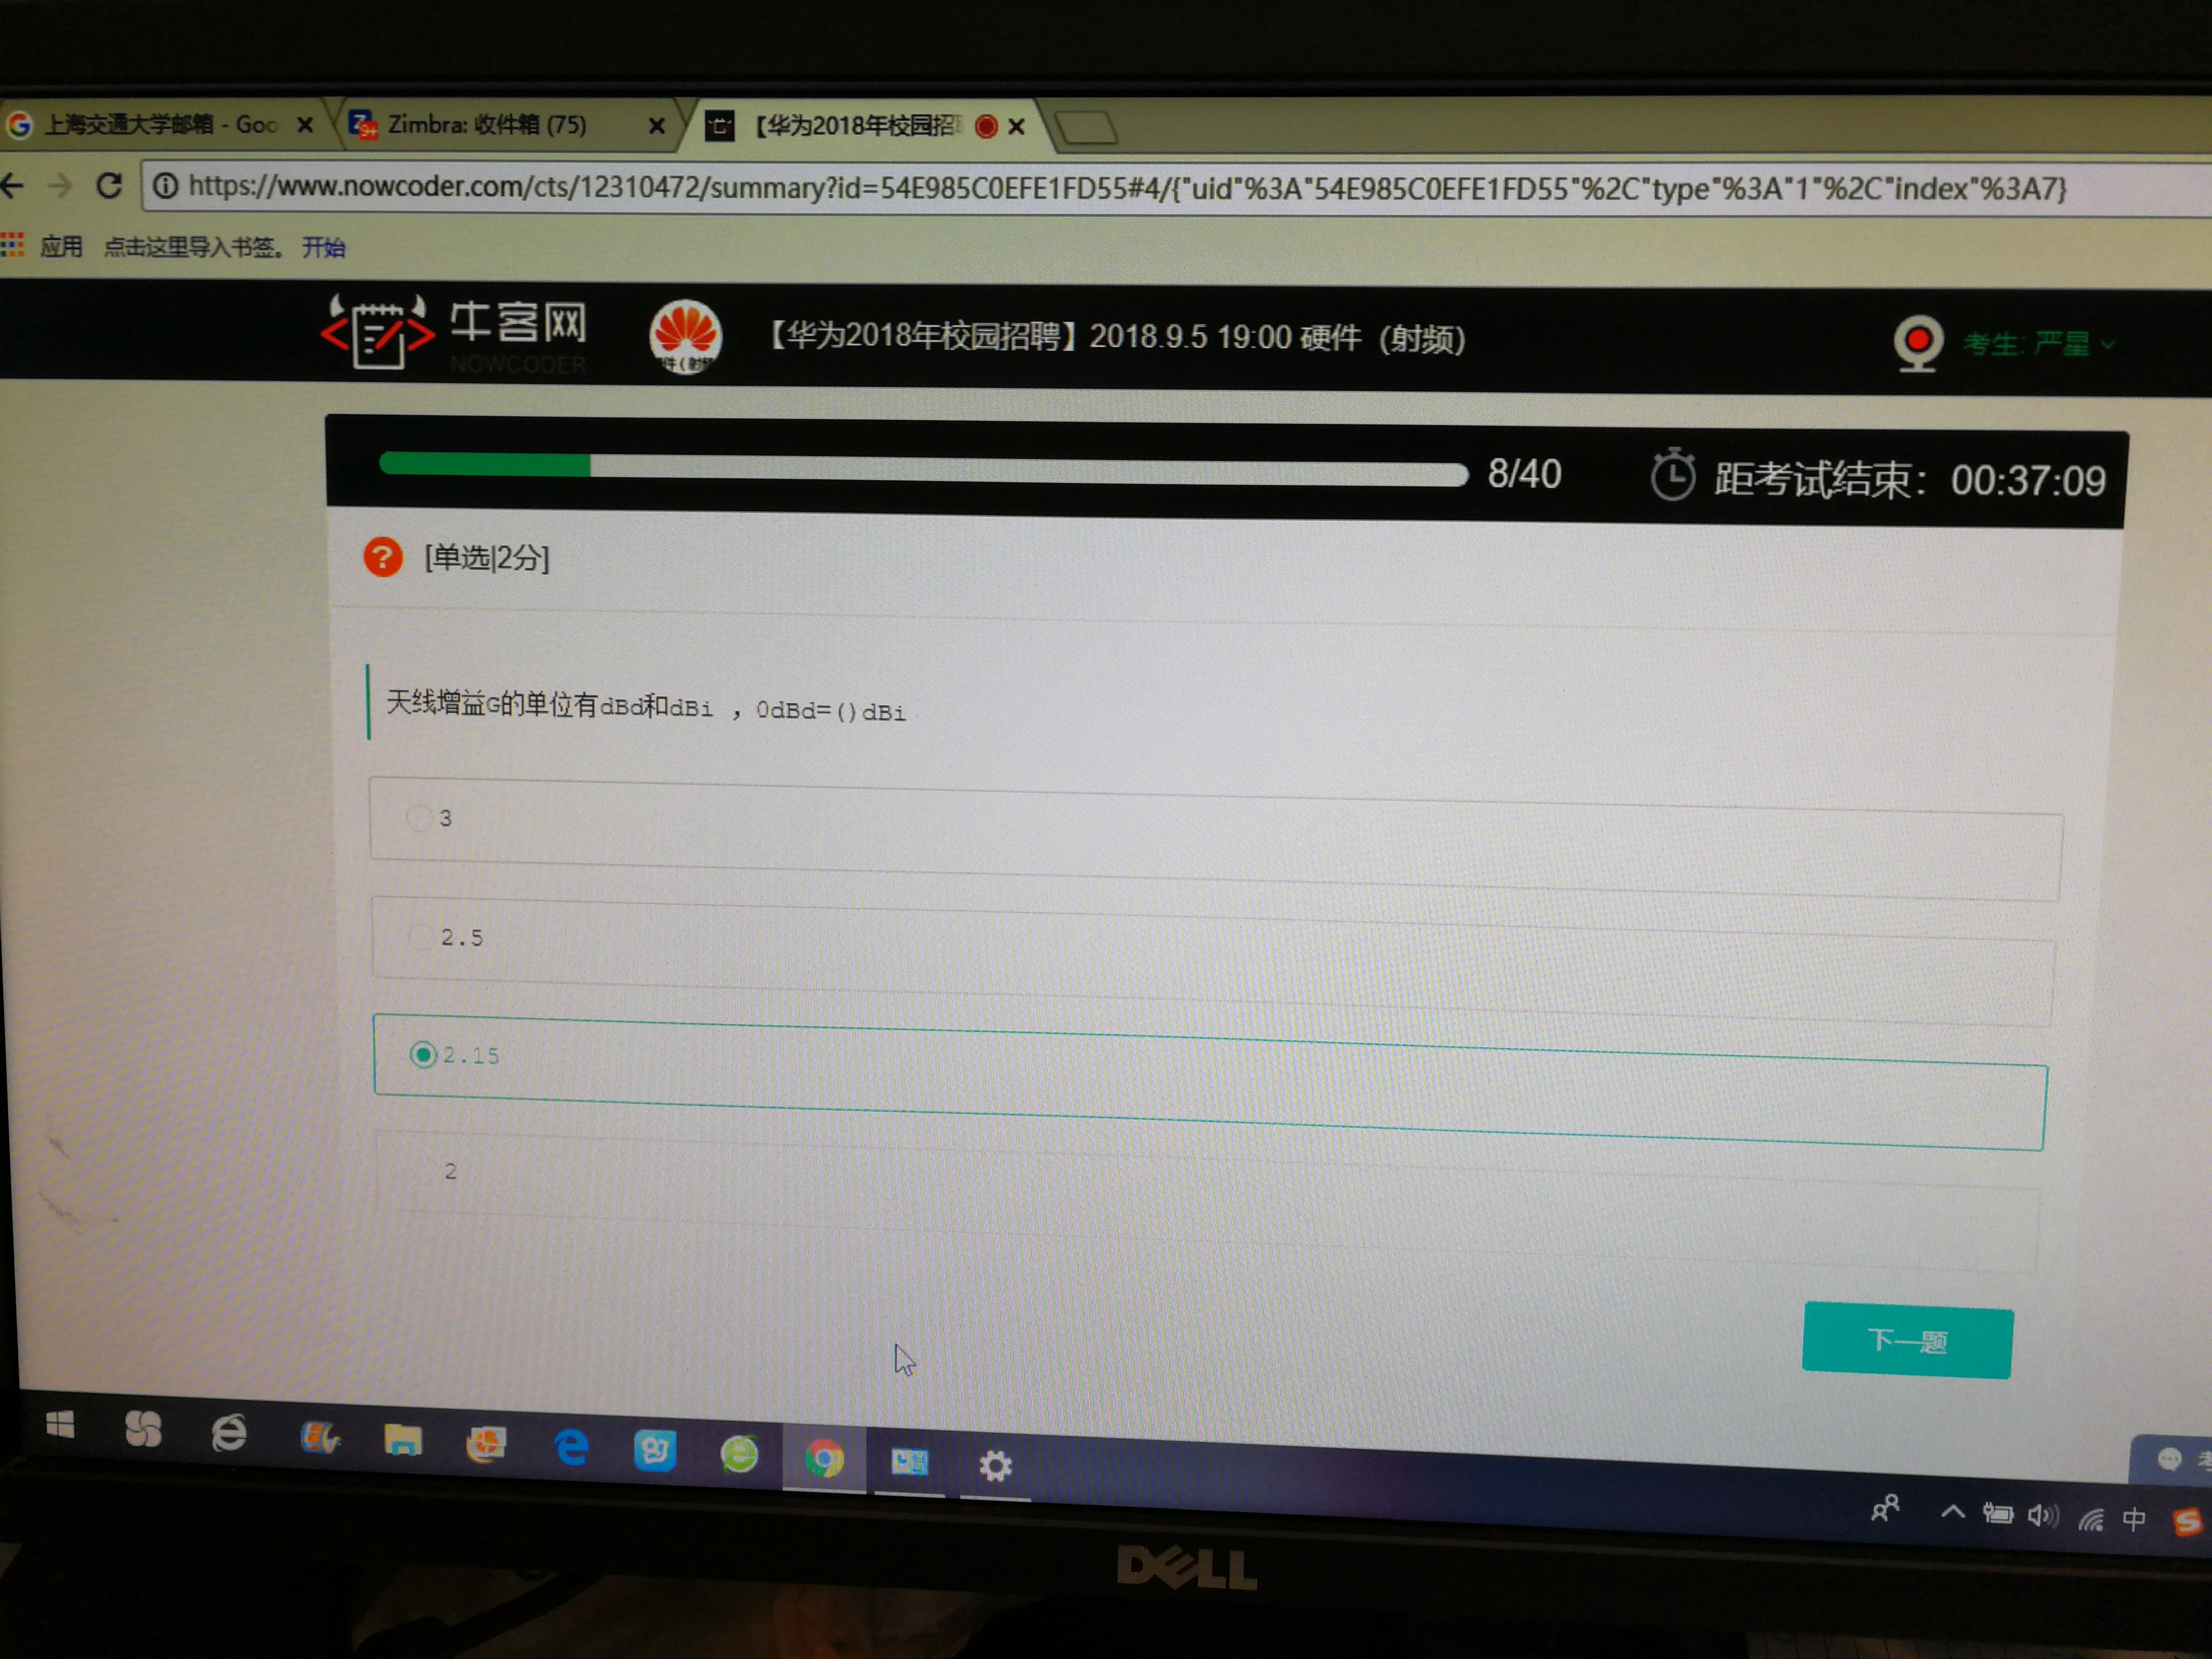 上海交通大学邮箱 - Goo
Zimbra: 收件箱 (75)
【华为2018年校园招
https://www.nowcoder.com/cts/12310472/summary?id=54E985C0EFE1FD55#4/{"uid"%3A"54E985C0EFE1FD55"%2C"type"%3A"1"%2C"index"%3A7}
应用 点击这里导入书签。 开始
牛客网
NOWCODER
件(射频
【华为2018年校园招聘】2018.9.5 19:00 硬件（射频）
考生: 严星
8/40
距考试结束：00:37:09
[单选|2分]
天线增益G的单位有dBd和dBi ，0dBd=()dBi
3
2.5
2.15
2
下一题
中
DELL